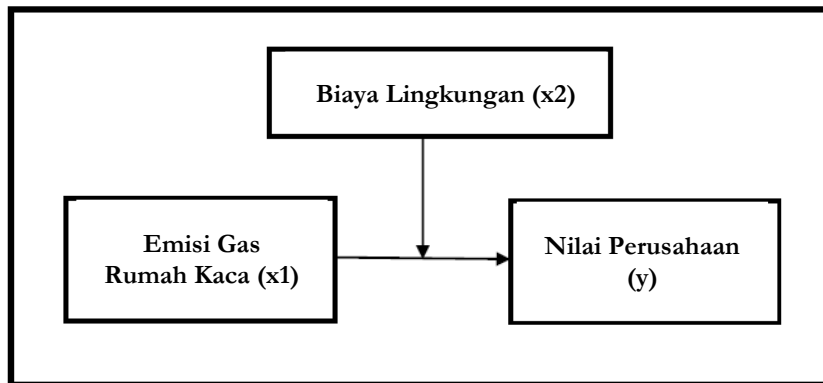 Biaya Lingkungan (x2)
Emisi Gas
Rumah Kaca (x1)
Nilai Perusahaan
(y)